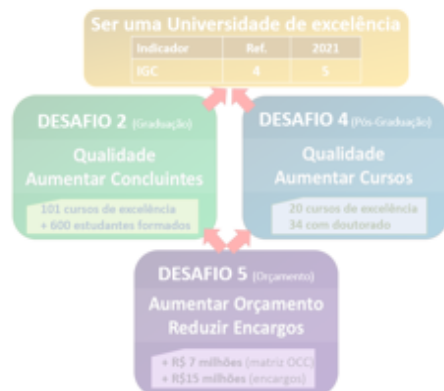 Ser uma Universidade de excelência
Indicador Ref. 2021
IGC 4 5
DESAFIO 2 (Graduação)
Qualidade
Aumentar Concluintes
101 cursos de excelência
+ 600 estudantes formados
DESAFIO 4 (Pós-Graduação)
Qualidade
Aumentar Cursos
20 cursos de excelência
34 com doutorado
DESAFIO 5 (Orçamento)
Aumentar Orçamento
Reduzir Encargos
+ R$ 7 milhões (matriz OCC)
+ R$15 milhões (encargos)